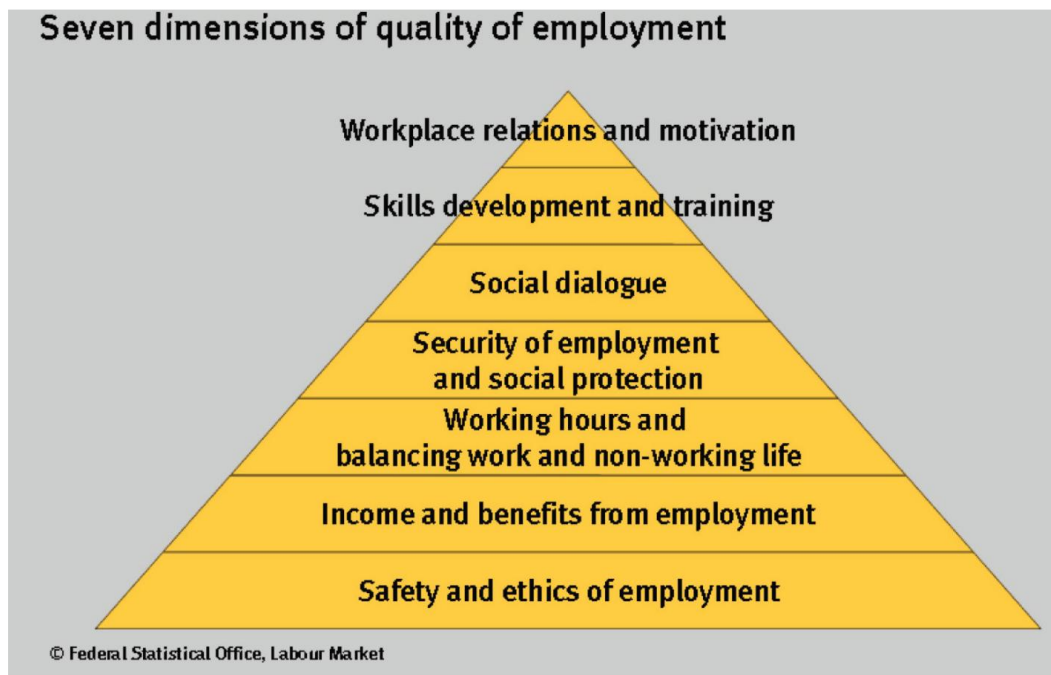 Seven dimensions of quality of employment
Workplace relations and motivation
Skills development and training
Social dialogue
Security of employment
and social protection
Working hours and
balancing work and non-working life
Income and benefits from employment
Safety and ethics of employment
© Federal Statistical Office, Labour Market